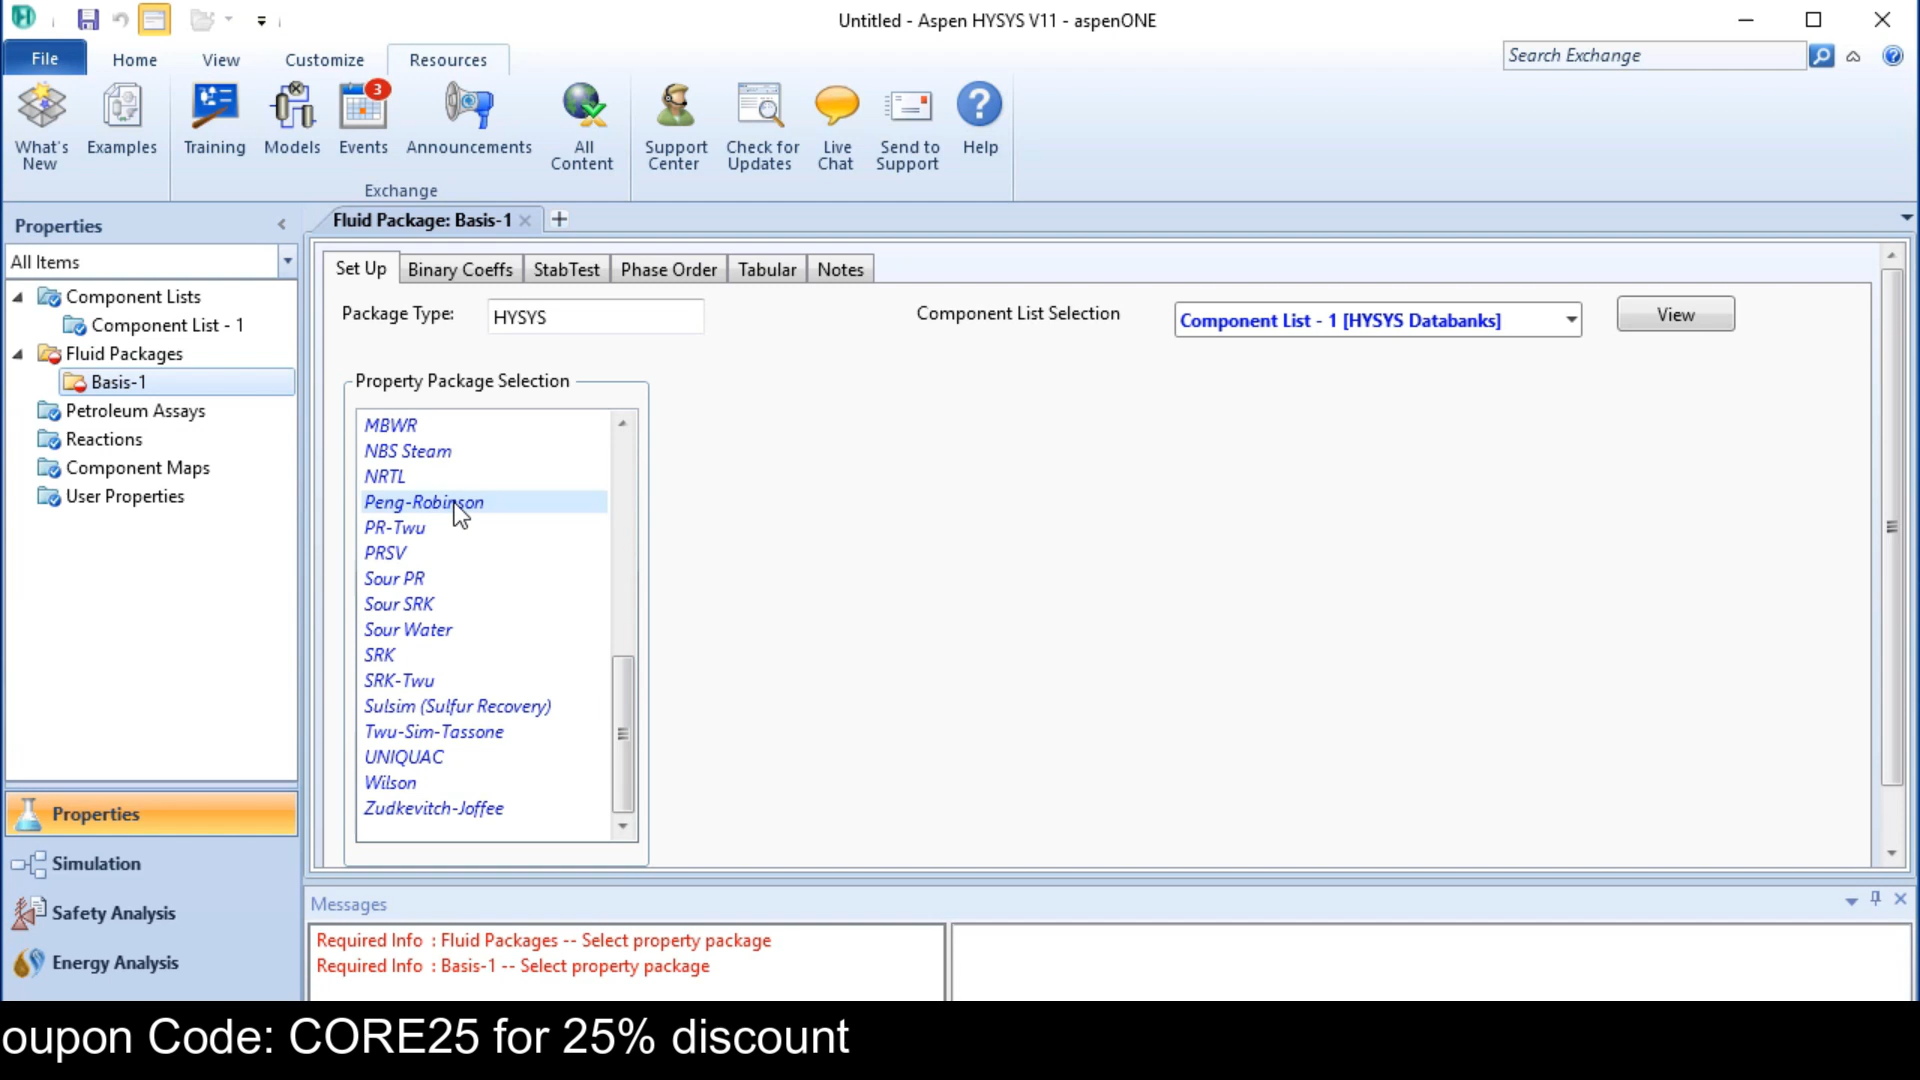 Untitled - Aspen HYSYS V11 - aspenONE
File
Home
View
Customize
Resources
Search Exchange
What's New
Examples
Training
Models
3
Events
Announcements
All Content
Support Center
Check for Updates
Live Chat
Send to Support
Help
Exchange
Properties
All Items
Component Lists
Component List - 1
Fluid Packages
Basis-1
Petroleum Assays
Reactions
Component Maps
User Properties
Properties
Simulation
Safety Analysis
Energy Analysis
Fluid Package: Basis-1
Set Up
Binary Coeffs
StabTest
Phase Order
Tabular
Notes
Package Type:
HYSYS
Component List Selection
Component List - 1 [HYSYS Databanks]
View
Property Package Selection
MBWR
NBS Steam
NRTL
Peng-Robinson
PR-Twu
PRSV
Sour PR
Sour SRK
Sour Water
SRK
SRK-Twu
Sulsim (Sulfur Recovery)
Twu-Sim-Tassone
UNIQUAC
Wilson
Zudkevitch-Joffee
Messages
Required Info : Fluid Packages -- Select property package
Required Info : Basis-1 -- Select property package
oupon Code: CORE25 for 25% discount